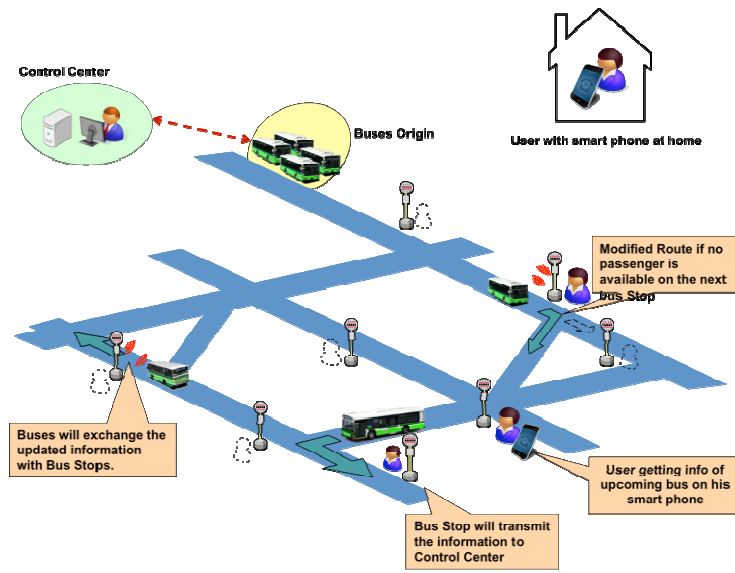 Control Center
Buses Origin
User with smart phone at home
Modified Route if no
passenger is
available on the next
bus Stop
Buses will exchange the
updated information
with Bus Stops.
User getting info of
upcoming bus on his
smart phone
Bus Stop will transmit
the information to
Control Center